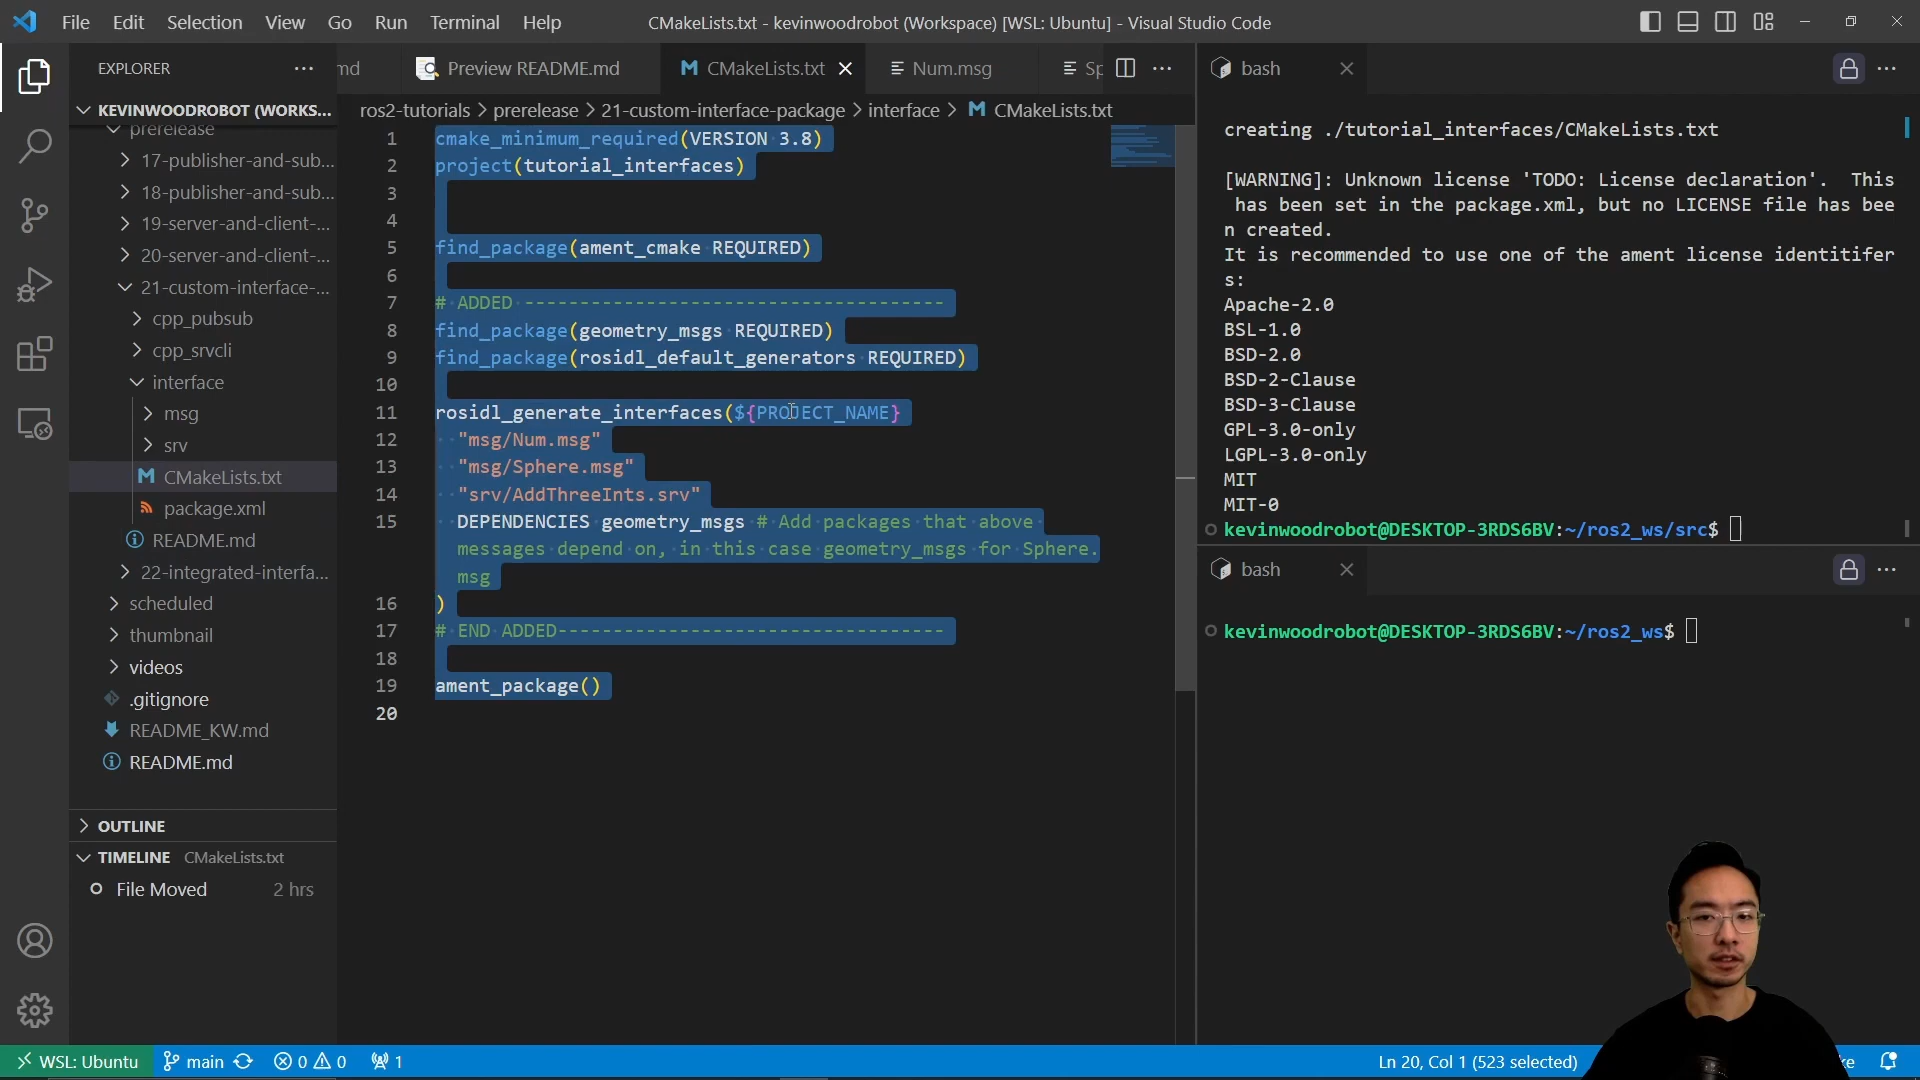 File Edit Selection View Go Run Terminal Help
CMakeLists.txt - kevinwoodrobot (Workspace) [WSL: Ubuntu] - Visual Studio Code
EXPLORER
KEVINWOODROBOT (WORKS...
prerelease
17-publisher-and-sub...
18-publisher-and-sub...
19-server-and-client-...
20-server-and-client-...
21-custom-interface-...
cpp_pubsub
cpp_srvcli
interface
msg
srv
CMakeLists.txt
package.xml
README.md
22-integrated-interfa...
scheduled
thumbnail
videos
.gitignore
README_KW.md
README.md
OUTLINE
TIMELINE CMakeLists.txt
File Moved 2 hrs
md Preview README.md CMakeLists.txt Num.msg Sp
ros2-tutorials > prerelease > 21-custom-interface-package > interface > CMakeLists.txt
1 cmake_minimum_required(VERSION 3.8)
2 project(tutorial_interfaces)
3
4
5 find_package(ament_cmake REQUIRED)
6
7 # ADDED --------------------------------------
8 find_package(geometry_msgs REQUIRED)
9 find_package(rosidl_default_generators REQUIRED)
10
11 rosidl_generate_interfaces(${PROJECT_NAME}
12 "msg/Num.msg"
13 "msg/Sphere.msg"
14 "srv/AddThreeInts.srv"
15 DEPENDENCIES geometry_msgs # Add packages that above
messages depend on, in this case geometry_msgs for Sphere.
msg
16 )
17 # END ADDED-----------------------------------
18
19 ament_package()
20
bash
creating ./tutorial_interfaces/CMakeLists.txt
[WARNING]: Unknown license 'TODO: License declaration'.  This
has been set in the package.xml, but no LICENSE file has bee
n created.
It is recommended to use one of the ament license identitifer
s:
Apache-2.0
BSL-1.0
BSD-2.0
BSD-2-Clause
BSD-3-Clause
GPL-3.0-only
LGPL-3.0-only
MIT
MIT-0
kevinwoodrobot@DESKTOP-3RDS6BV:~/ros2_ws/src$
bash
kevinwoodrobot@DESKTOP-3RDS6BV:~/ros2_ws$
WSL: Ubuntu main 0 0 1
Ln 20, Col 1 (523 selected)